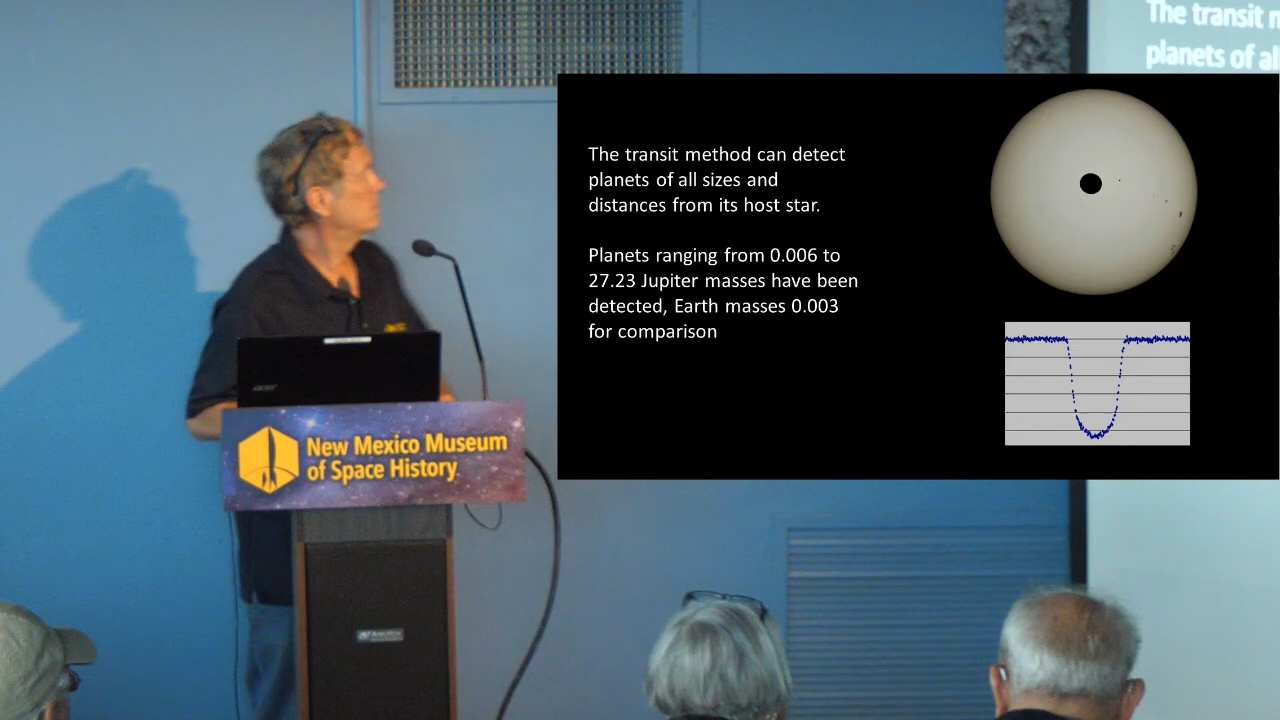 The transit
planets of al
The transit method can detect
planets of all sizes and
distances from its host star.
Planets ranging from 0.006 to
27.23 Jupiter masses have been
detected, Earth masses 0.003
for comparison
acer
New Mexico Museum
of Space History